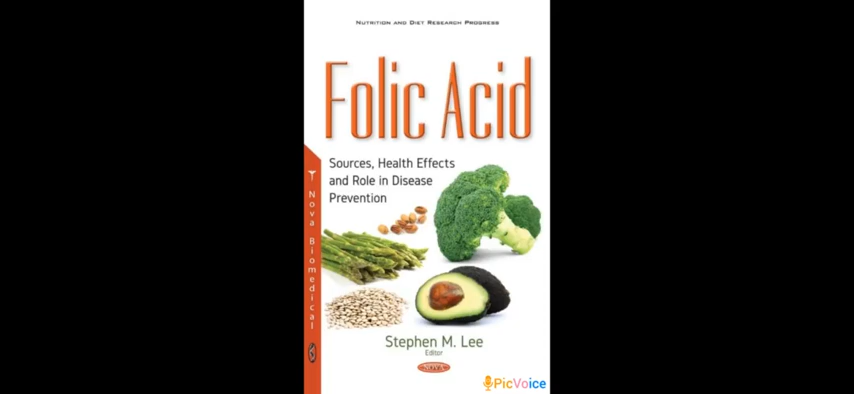 Nutrition and Diet Research Progress
Folic Acid
Sources, Health Effects
and Role in Disease
Prevention
Nova Biomedical
Stephen M. Lee
Editor
NOVA
PicVoice